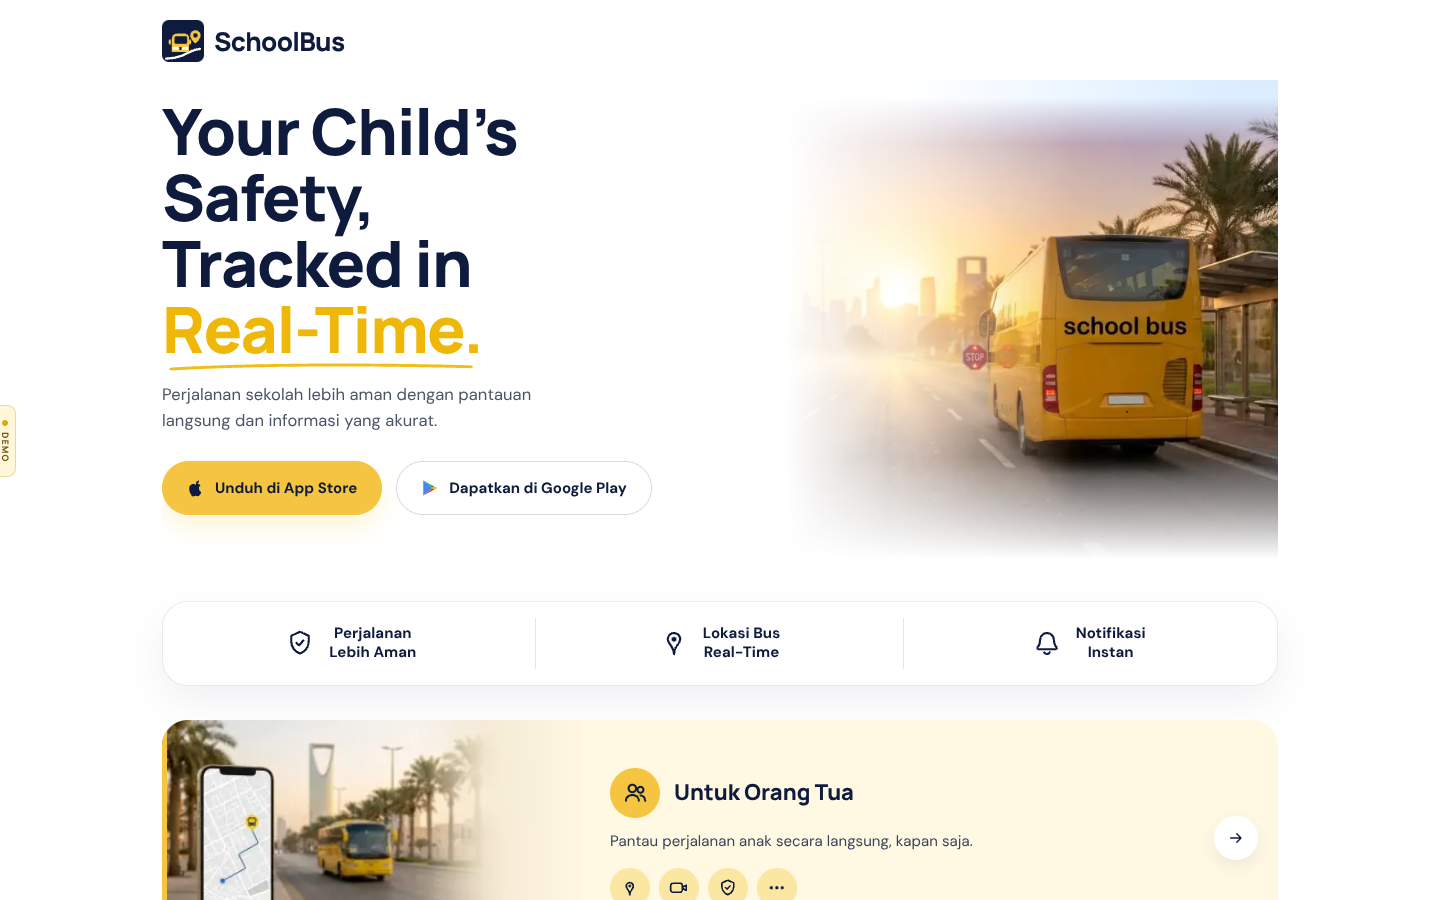 SchoolBus
Your Child’s
Safety,
Tracked in
Real-Time.
Perjalanan sekolah lebih aman dengan pantauan
langsung dan informasi yang akurat.
Unduh di App Store
Dapatkan di Google Play
school bus
STOP
DEMO
Perjalanan
Lebih Aman
Lokasi Bus
Real-Time
Notifikasi
Instan
Untuk Orang Tua
Pantau perjalanan anak secara langsung, kapan saja.